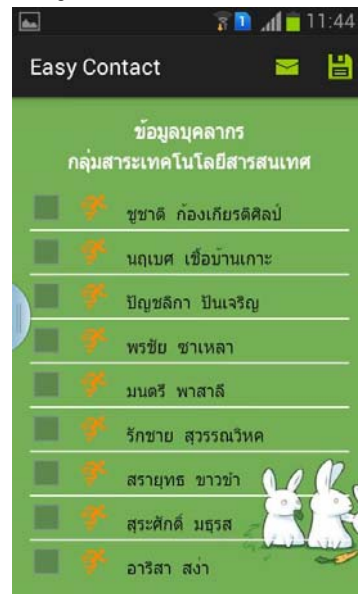 1
11:44
Easy Contact
ข้อมูลบุคลากร
กลุ่มสาระเทคโนโลยีสารสนเทศ
ชูชาติ ก้องเกียรติศิลป์
นฤเบศ เชื้อบ้านเกาะ
ปัญชลิกา ปันเจริญ
พรชัย ซาเหลา
มนตรี พาสาลี
รักชาย สุวรรณวิหค
สรายุทธ ขาวขำ
สุระศักดิ์ มธุรส
อาริสา สง่า